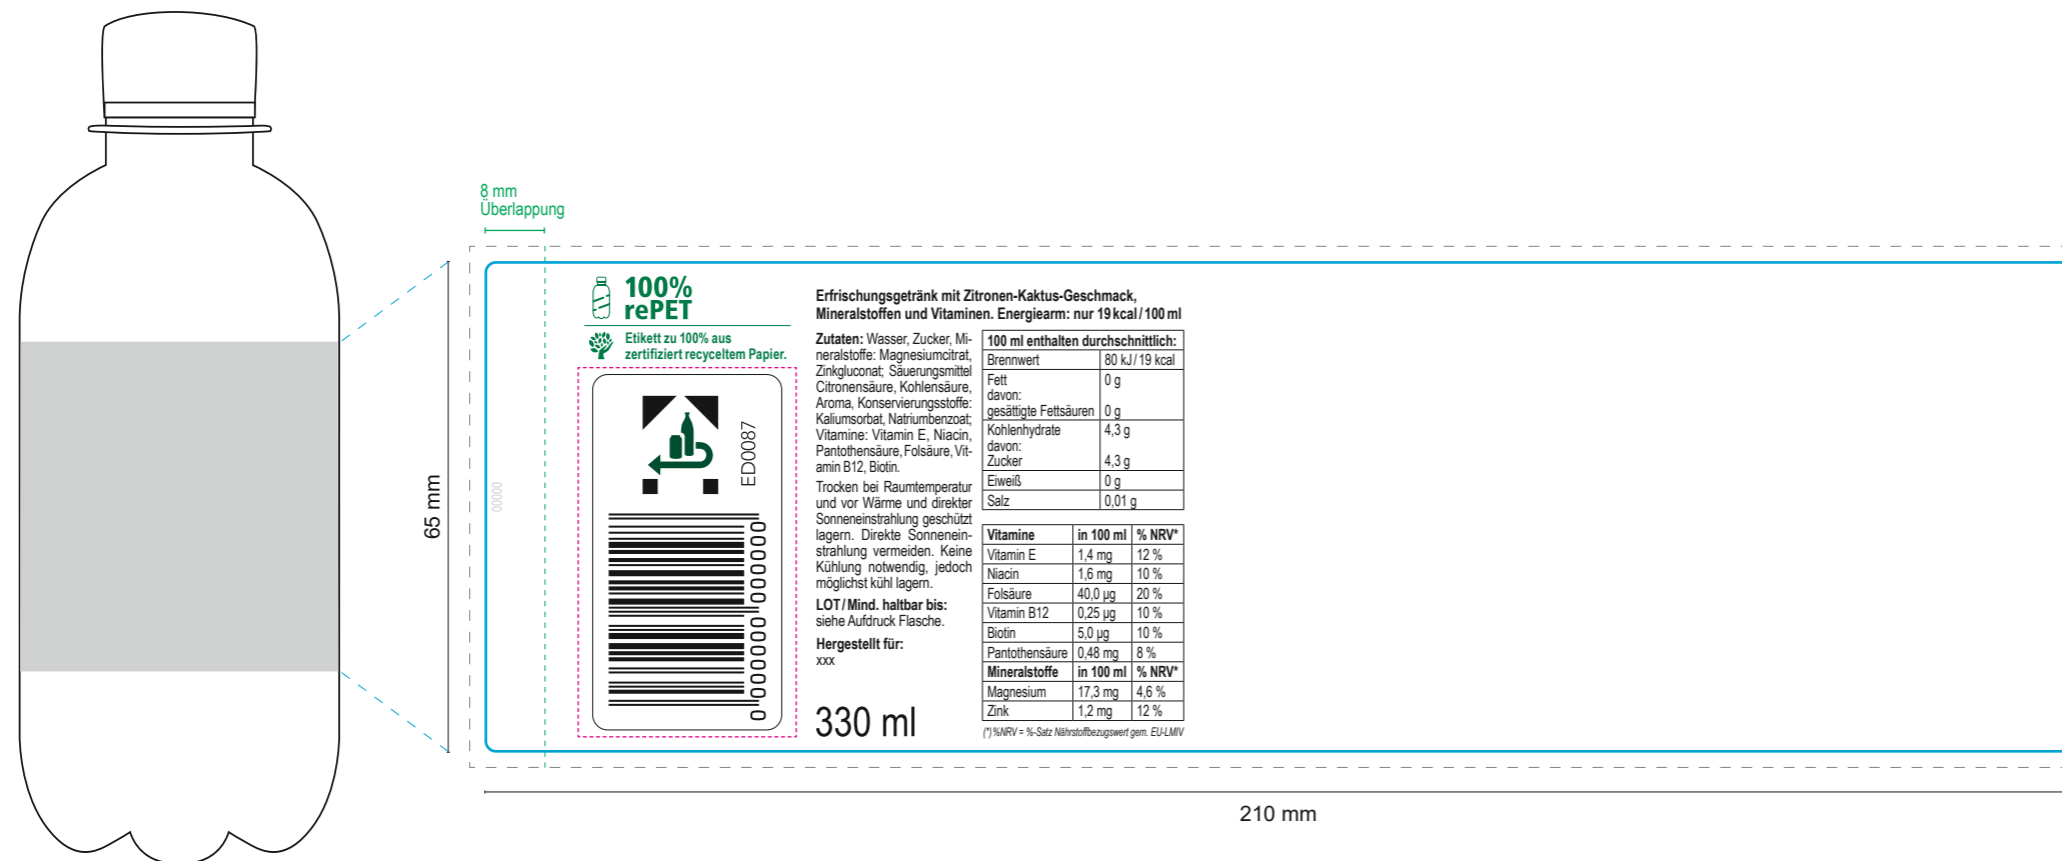 8 mm
Überlappung
65 mm
00000
100%
rePET
Etikett zu 100% aus
zertifiziert recyceltem Papier.
ED0087
0 000000 000000
Erfrischungsgetränk mit Zitronen-Kaktus-Geschmack,
Mineralstoffen und Vitaminen. Energiearm: nur 19 kcal / 100 ml
Zutaten: Wasser, Zucker, Mi-
neralstoffe: Magnesiumcitrat,
Zinkgluconat; Säuerungsmittel
Citronensäure, Kohlensäure,
Aroma, Konservierungsstoffe:
Kaliumsorbat, Natriumbenzoat;
Vitamine: Vitamin E, Niacin,
Pantothensäure, Folsäure, Vit-
amin B12, Biotin.
Trocken bei Raumtemperatur
und vor Wärme und direkter
Sonneneinstrahlung geschützt
lagern. Direkte Sonnenein-
strahlung vermeiden. Keine
Kühlung notwendig, jedoch
möglichst kühl lagern.
LOT / Mind. haltbar bis:
siehe Aufdruck Flasche.
Hergestellt für:
xxx
330 ml
100 ml enthalten durchschnittlich:
Brennwert 80 kJ / 19 kcal
Fett 0 g
davon:
gesättigte Fettsäuren 0 g
Kohlenhydrate 4,3 g
davon:
Zucker 4,3 g
Eiweiß 0 g
Salz 0,01 g
Vitamine in 100 ml % NRV*
Vitamin E 1,4 mg 12 %
Niacin 1,6 mg 10 %
Folsäure 40,0 µg 20 %
Vitamin B12 0,25 µg 10 %
Biotin 5,0 µg 10 %
Pantothensäure 0,48 mg 8 %
Mineralstoffe in 100 ml % NRV*
Magnesium 17,3 mg 4,6 %
Zink 1,2 mg 12 %
(*) %NRV = %-Satz Nährstoffbezugswert gem. EU-LMIV
210 mm